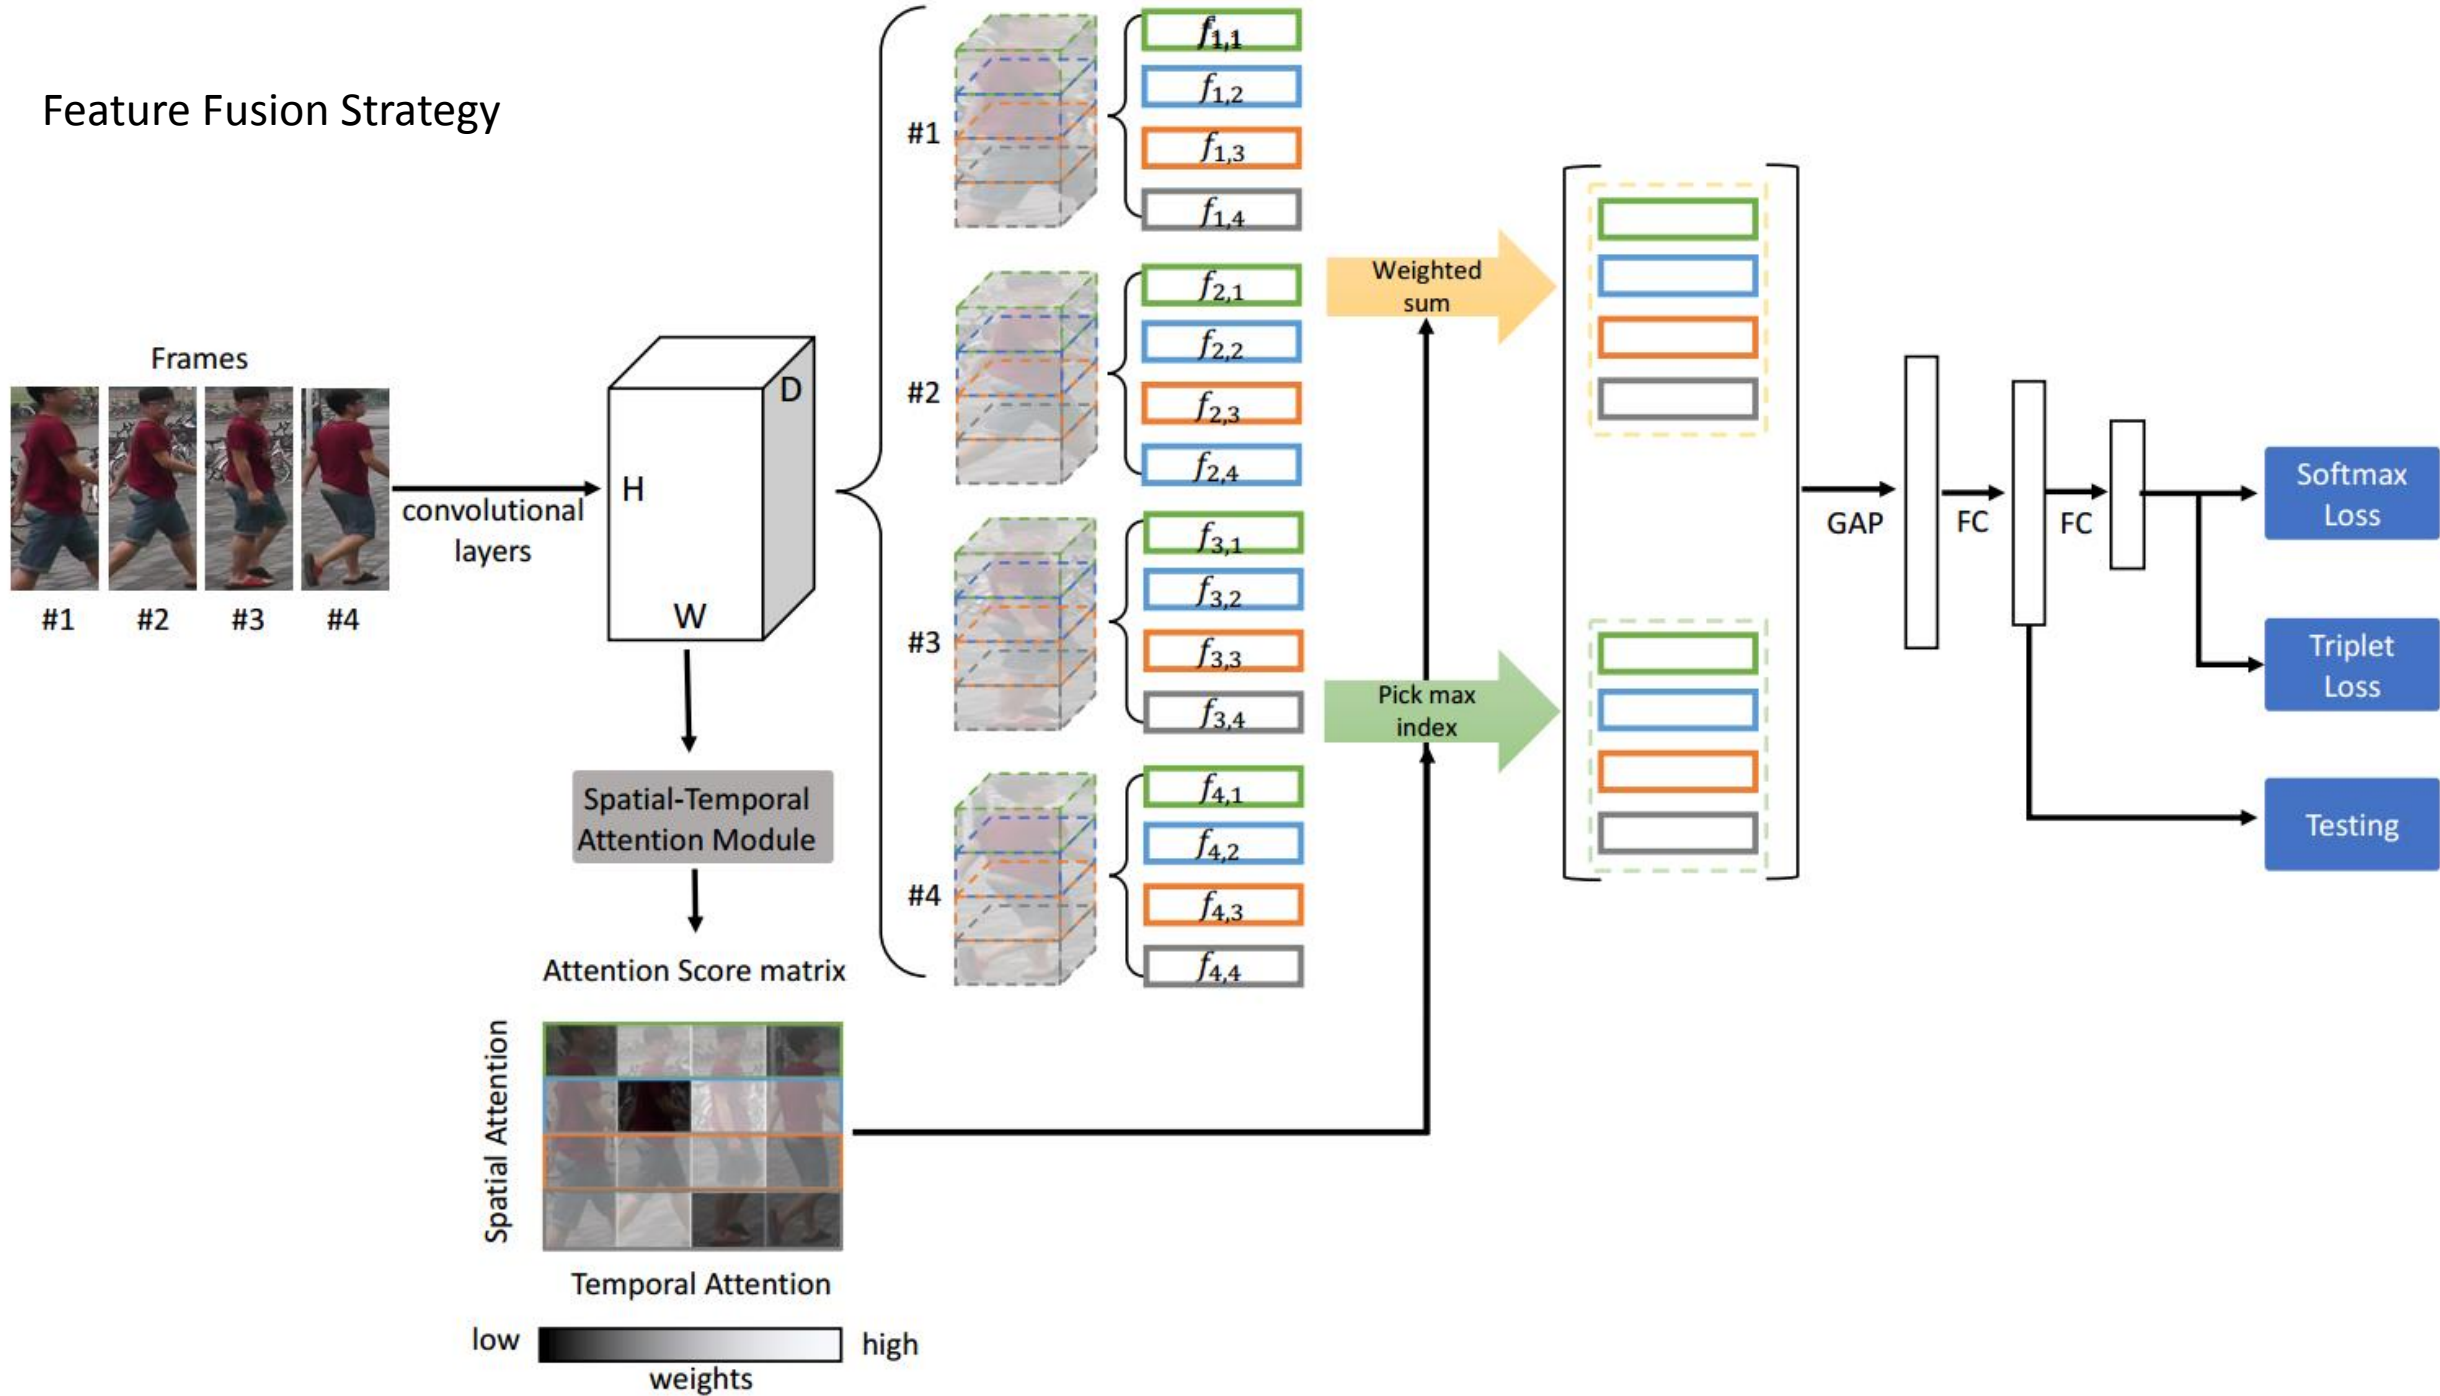 Feature Fusion Strategy
Frames
#1 #2 #3 #4
convolutional
layers
D
H
W
Spatial-Temporal
Attention Module
Attention Score matrix
Spatial Attention
Temporal Attention
low
high
weights
#1
f1,1
f1,2
f1,3
f1,4
#2
f2,1
f2,2
f2,3
f2,4
#3
f3,1
f3,2
f3,3
f3,4
#4
f4,1
f4,2
f4,3
f4,4
Weighted
sum
Pick max
index
GAP
FC
FC
Softmax
Loss
Triplet
Loss
Testing